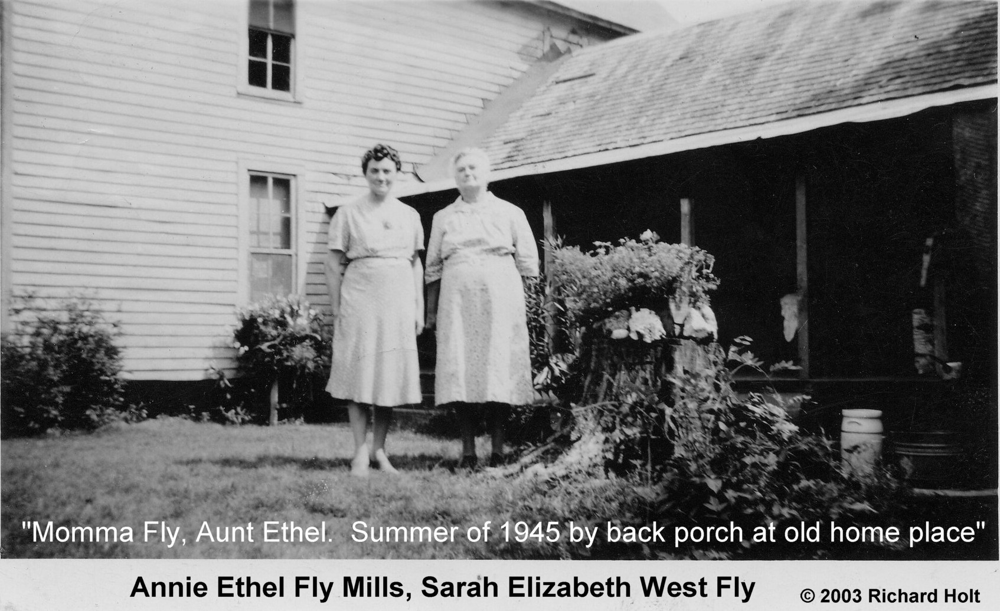 "Momma Fly, Aunt Ethel.  Summer of 1945 by back porch at old home place"
Annie Ethel Fly Mills, Sarah Elizabeth West Fly
© 2003 Richard Holt